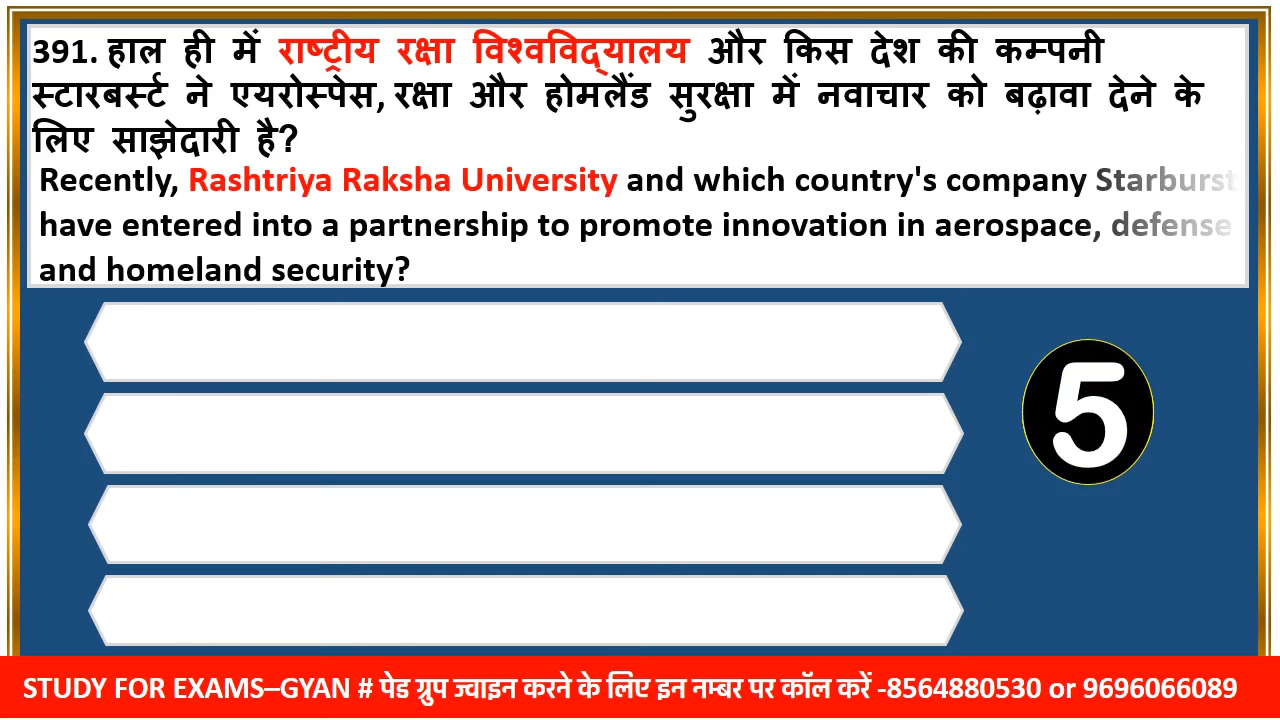 391. हाल ही में राष्ट्रीय रक्षा विश्वविद्यालय और किस देश की कम्पनी
स्टारबर्स्ट ने एयरोस्पेस, रक्षा और होमलैंड सुरक्षा में नवाचार को बढ़ावा देने के
लिए साझेदारी है?
Recently, Rashtriya Raksha University and which country's company Starburst
have entered into a partnership to promote innovation in aerospace, defense
and homeland security?
5
STUDY FOR EXAMS–GYAN # पेड ग्रुप ज्वाइन करने के लिए इन नम्बर पर कॉल करें -8564880530 or 9696066089